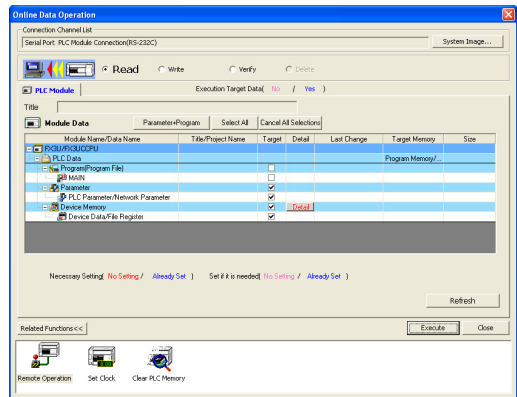 Online Data Operation
Connection Channel List
Serial Port PLC Module Connection(RS-232C)
System Image...
Read Write Verify Delete
PLC Module Execution Target Data( No / Yes )
Title
Module Data Parameter+Program Select All Cancel All Selections
Module Name/Data Name Title/Project Name Target Detail Last Change Target Memory Size
FX3U/FX3UCCPU
PLC Data Program Memory/...
Program(Program File)
MAIN
Parameter
PLC Parameter/Network Parameter
Device Memory Detail
Device Data/File Register
Necessary Setting( No Setting / Already Set ) Set if it is needed( No Setting / Already Set )
Refresh
Related Functions<< Execute Close
Remote Operation Set Clock Clear PLC Memory